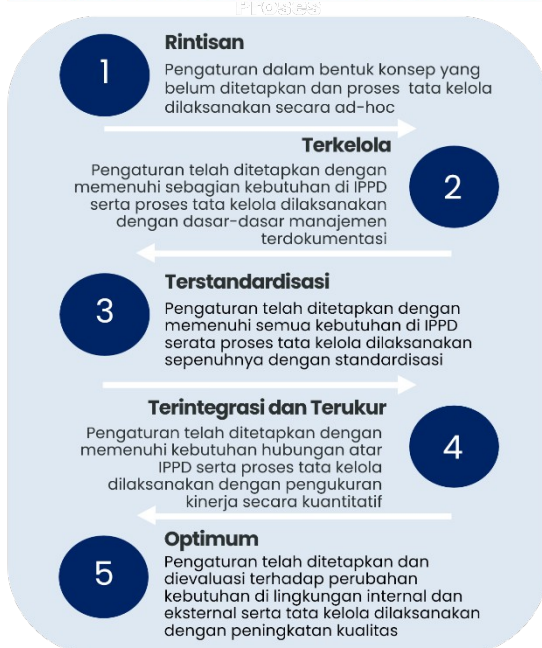 Proses
1
Rintisan
Pengaturan dalam bentuk konsep yang
belum ditetapkan dan proses tata kelola
dilaksanakan secara ad-hoc
Terkelola
2
Pengaturan telah ditetapkan dengan
memenuhi sebagian kebutuhan di IPPD
serta proses tata kelola dilaksanakan
dengan dasar-dasar manajemen
terdokumentasi
3
Terstandardisasi
Pengaturan telah ditetapkan dengan
memenuhi semua kebutuhan di IPPD
serata proses tata kelola dilaksanakan
sepenuhnya dengan standardisasi
Terintegrasi dan Terukur
4
Pengaturan telah ditetapkan dengan
memenuhi kebutuhan hubungan atar
IPPD serta proses tata kelola
dilaksanakan dengan pengukuran
kinerja secara kuantitatif
5
Optimum
Pengaturan telah ditetapkan dan
dievaluasi terhadap perubahan
kebutuhan di lingkungan internal dan
eksternal serta tata kelola dilaksanakan
dengan peningkatan kualitas